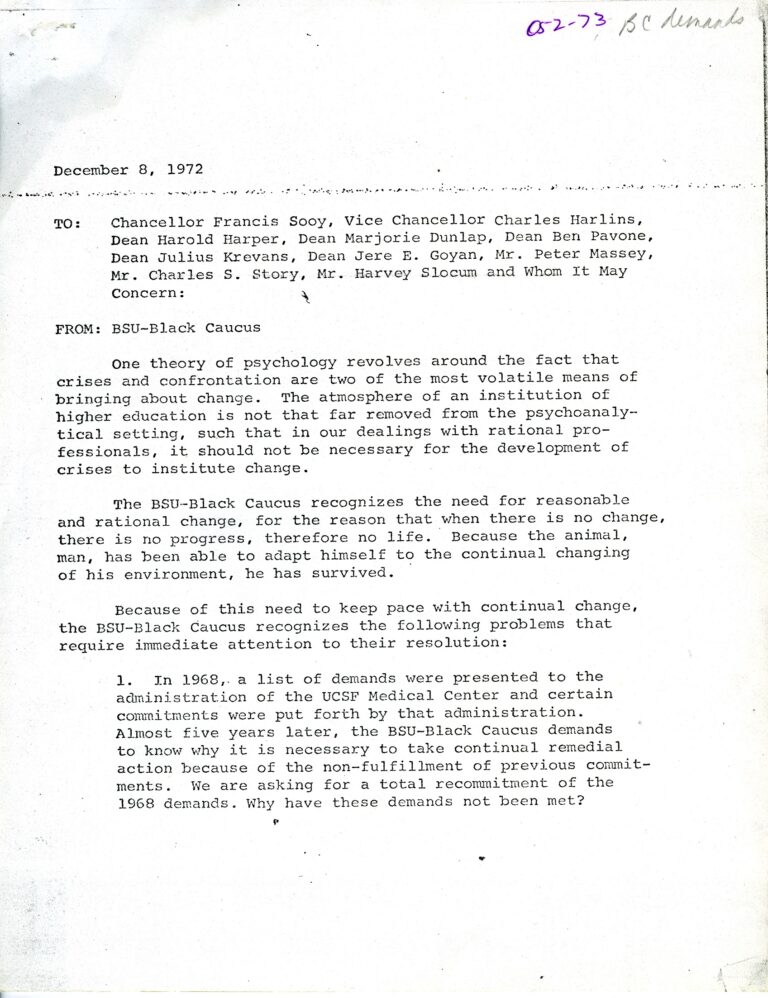 052-73 BC demands
December 8, 1972
TO: Chancellor Francis Sooy, Vice Chancellor Charles Harlins,
Dean Harold Harper, Dean Marjorie Dunlap, Dean Ben Pavone,
Dean Julius Krevans, Dean Jere E. Goyan, Mr. Peter Massey,
Mr. Charles S. Story, Mr. Harvey Slocum and Whom It May
Concern:
FROM: BSU-Black Caucus
One theory of psychology revolves around the fact that
crises and confrontation are two of the most volatile means of
bringing about change. The atmosphere of an institution of
higher education is not that far removed from the psychoanaly-
tical setting, such that in our dealings with rational pro-
fessionals, it should not be necessary for the development of
crises to institute change.
The BSU-Black Caucus recognizes the need for reasonable
and rational change, for the reason that when there is no change,
there is no progress, therefore no life. Because the animal,
man, has been able to adapt himself to the continual changing
of his environment, he has survived.
Because of this need to keep pace with continual change,
the BSU-Black Caucus recognizes the following problems that
require immediate attention to their resolution:
1. In 1968, a list of demands were presented to the
administration of the UCSF Medical Center and certain
commitments were put forth by that administration.
Almost five years later, the BSU-Black Caucus demands
to know why it is necessary to take continual remedial
action because of the non-fulfillment of previous commit-
ments. We are asking for a total recommitment of the
1968 demands. Why have these demands not been met?